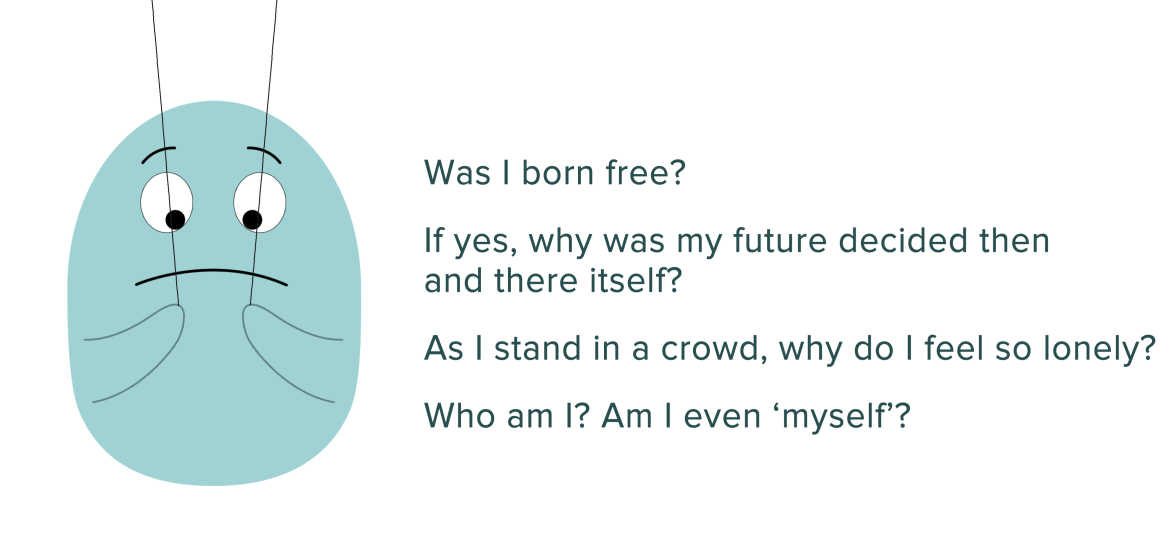 Was I born free?
If yes, why was my future decided then
and there itself?
As I stand in a crowd, why do I feel so lonely?
Who am I? Am I even ‘myself’?